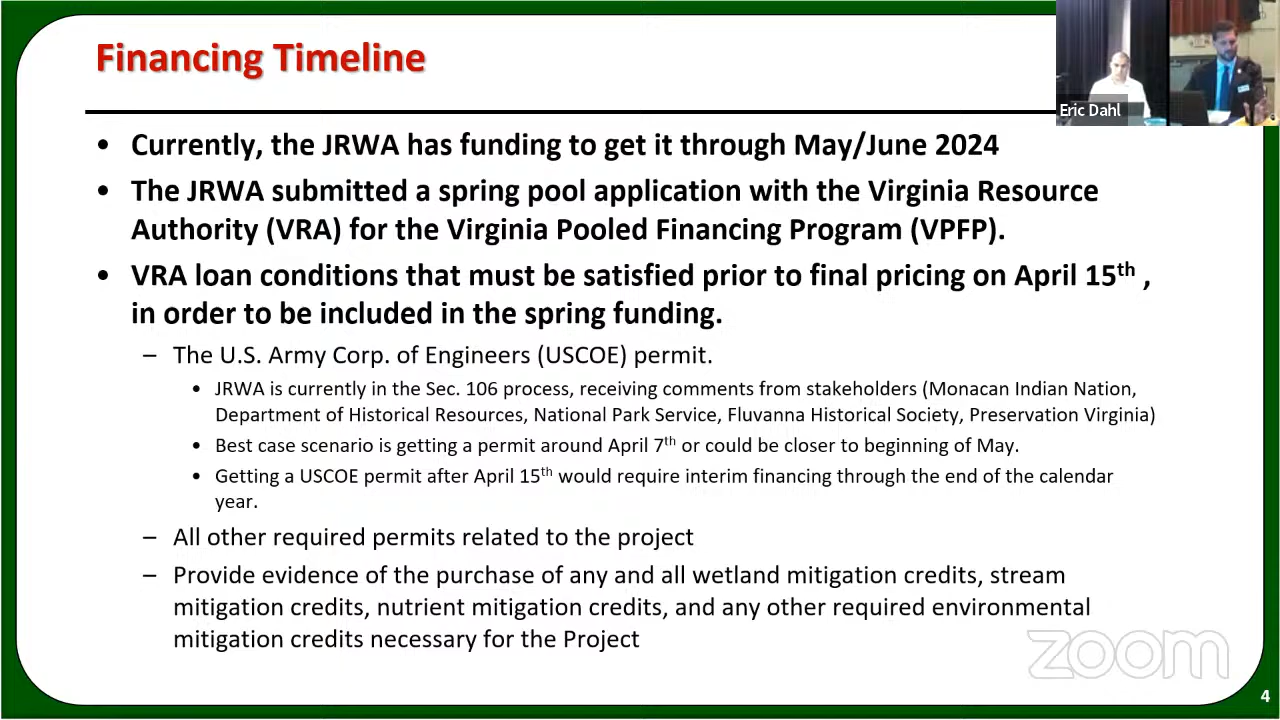 Financing Timeline
Eric Dahl
• Currently, the JRWA has funding to get it through May/June 2024
• The JRWA submitted a spring pool application with the Virginia Resource
Authority (VRA) for the Virginia Pooled Financing Program (VPFP).
• VRA loan conditions that must be satisfied prior to final pricing on April 15th ,
in order to be included in the spring funding.
– The U.S. Army Corp. of Engineers (USCOE) permit.
• JRWA is currently in the Sec. 106 process, receiving comments from stakeholders (Monacan Indian Nation,
Department of Historical Resources, National Park Service, Fluvanna Historical Society, Preservation Virginia)
• Best case scenario is getting a permit around April 7th or could be closer to beginning of May.
• Getting a USCOE permit after April 15th would require interim financing through the end of the calendar
year.
– All other required permits related to the project
– Provide evidence of the purchase of any and all wetland mitigation credits, stream
mitigation credits, nutrient mitigation credits, and any other required environmental
mitigation credits necessary for the Project
zoom
4